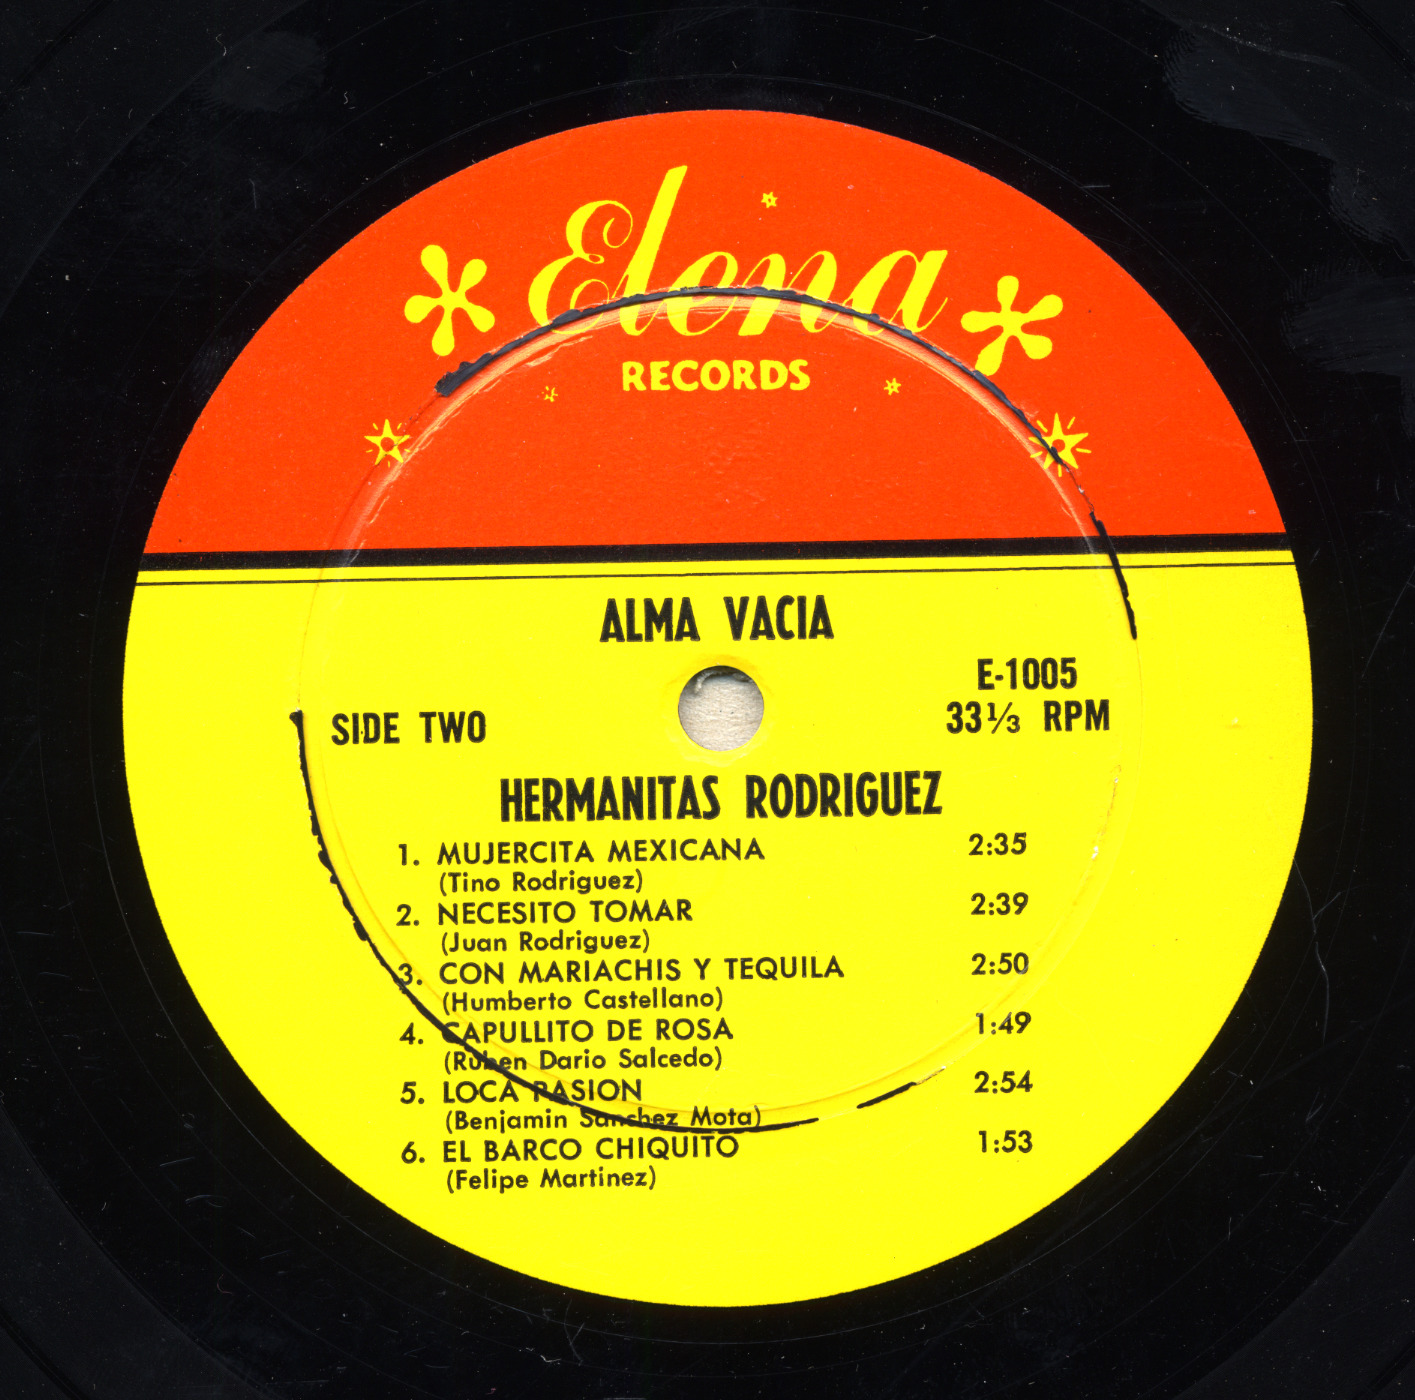 Elena
RECORDS
ALMA VACIA
E-1005
SIDE TWO
33⅓ RPM
HERMANITAS RODRIGUEZ
1. MUJERCITA MEXICANA 2:35
(Tino Rodriguez)
2. NECESITO TOMAR 2:39
(Juan Rodriguez)
3. CON MARIACHIS Y TEQUILA 2:50
(Humberto Castellano)
4. CAPULLITO DE ROSA 1:49
(Ruben Dario Salcedo)
5. LOCA PASION 2:54
(Benjamin Sanchez Mota)
6. EL BARCO CHIQUITO 1:53
(Felipe Martinez)